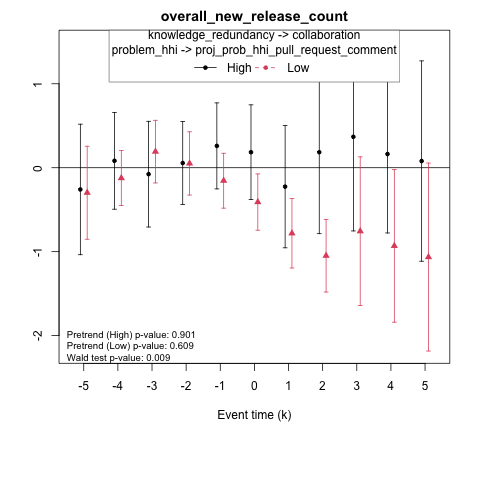 overall_new_release_count
knowledge_redundancy -> collaboration
problem_hhi -> proj_prob_hhi_pull_request_comment
High Low
1
0
-1
-2
Pretrend (High) p-value: 0.901
Pretrend (Low) p-value: 0.609
Wald test p-value: 0.009
-5 -4 -3 -2 -1 0 1 2 3 4 5
Event time (k)